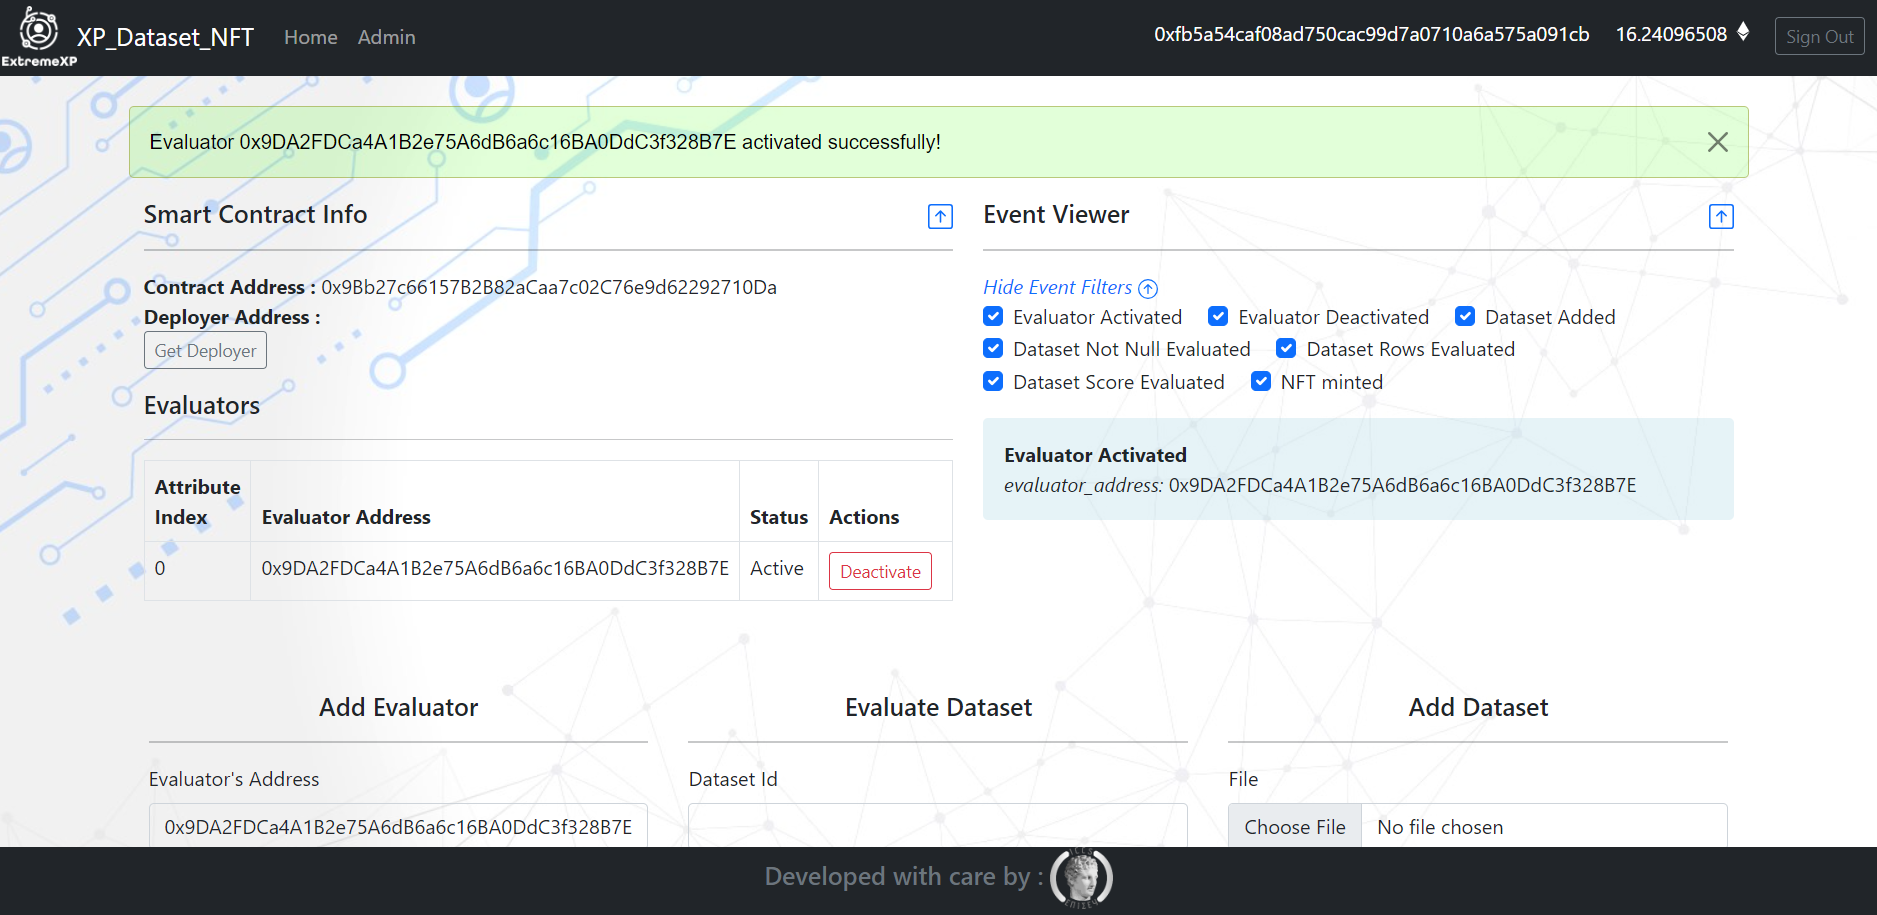 ExtremeXP
XP_Dataset_NFT Home Admin 0xfb5a54caf08ad750cac99d7a0710a6a575a091cb 16.24096508 Sign Out
Evaluator 0x9DA2FDCa4A1B2e75A6dB6a6c16BA0DdC3f328B7E activated successfully!
Smart Contract Info
Contract Address : 0x9Bb27c66157B2B82aCaa7c02C76e9d62292710Da
Deployer Address :
Get Deployer
Evaluators
Attribute Index Evaluator Address Status Actions
0 0x9DA2FDCa4A1B2e75A6dB6a6c16BA0DdC3f328B7E Active Deactivate
Event Viewer
Hide Event Filters
Evaluator Activated Evaluator Deactivated Dataset Added
Dataset Not Null Evaluated Dataset Rows Evaluated
Dataset Score Evaluated NFT minted
Evaluator Activated
evaluator_address: 0x9DA2FDCa4A1B2e75A6dB6a6c16BA0DdC3f328B7E
Add Evaluator
Evaluator's Address
0x9DA2FDCa4A1B2e75A6dB6a6c16BA0DdC3f328B7E
Evaluate Dataset
Dataset Id
Add Dataset
File
Choose File No file chosen
Developed with care by :